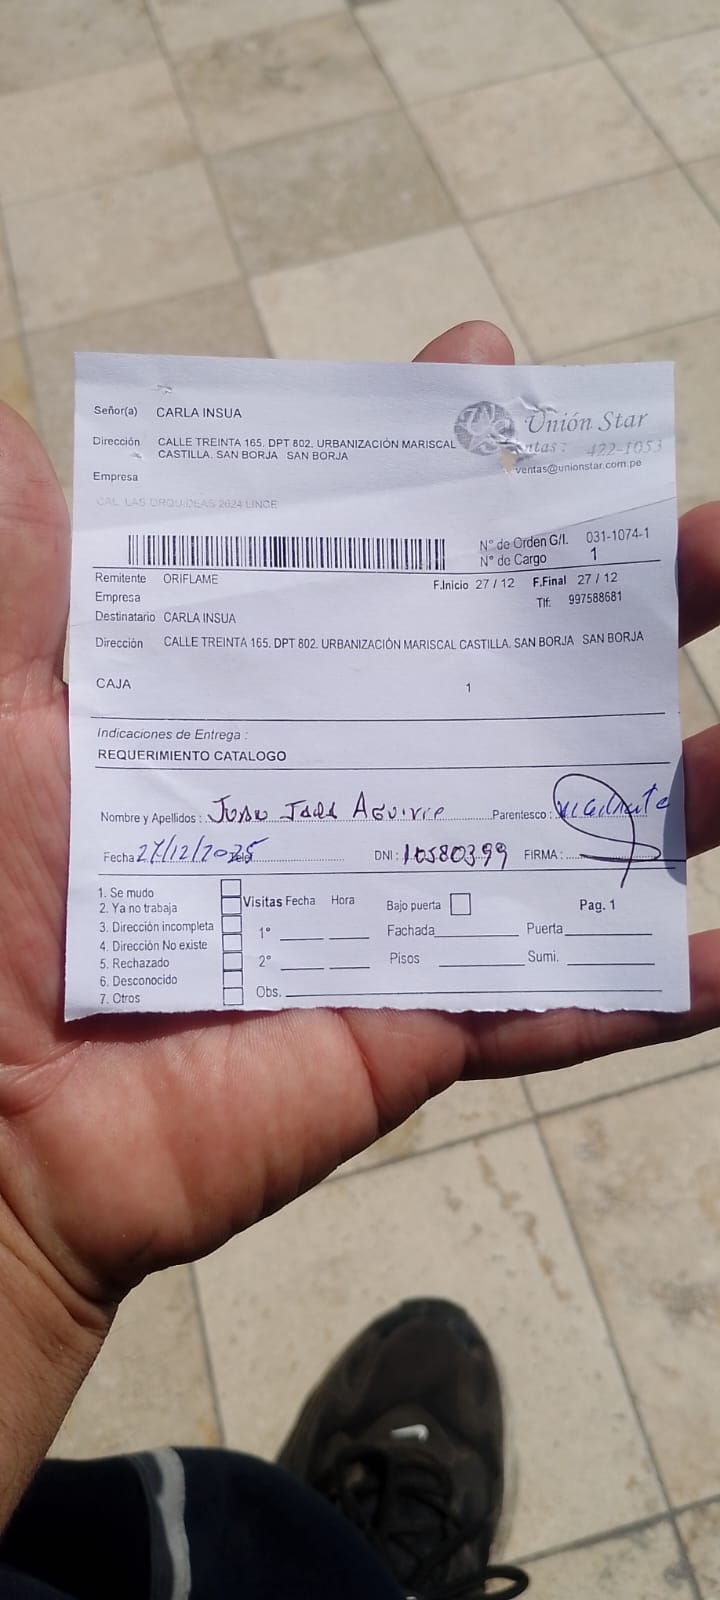 Señor(a) CARLA INSUA
Unión Star
Dirección CALLE TREINTA 165. DPT 802. URBANIZACIÓN MARISCAL
CASTILLA. SAN BORJA SAN BORJA
ntas : 422-1053
ventas@unionstar.com.pe
Empresa
CAL. LAS ORQUIDEAS 2624 LINCE
N° de Orden G/I. 031-1074-1
N° de Cargo 1
Remitente ORIFLAME
F.Inicio 27 / 12 F.Final 27 / 12
Empresa
Tlf: 997588681
Destinatario CARLA INSUA
Dirección CALLE TREINTA 165. DPT 802. URBANIZACIÓN MARISCAL CASTILLA. SAN BORJA SAN BORJA
CAJA 1
Indicaciones de Entrega :
REQUERIMIENTO CATALOGO
Nombre y Apellidos : Juan Jara Aguirre Parentesco : vigilante
Fecha 27/12/2025 DNI : 10580399 FIRMA :
1. Se mudo
2. Ya no trabaja
3. Dirección incompleta
4. Dirección No existe
5. Rechazado
6. Desconocido
7. Otros
Visitas Fecha Hora
1°
2°
Obs.
Bajo puerta
Pag. 1
Fachada Puerta
Pisos Sumi.